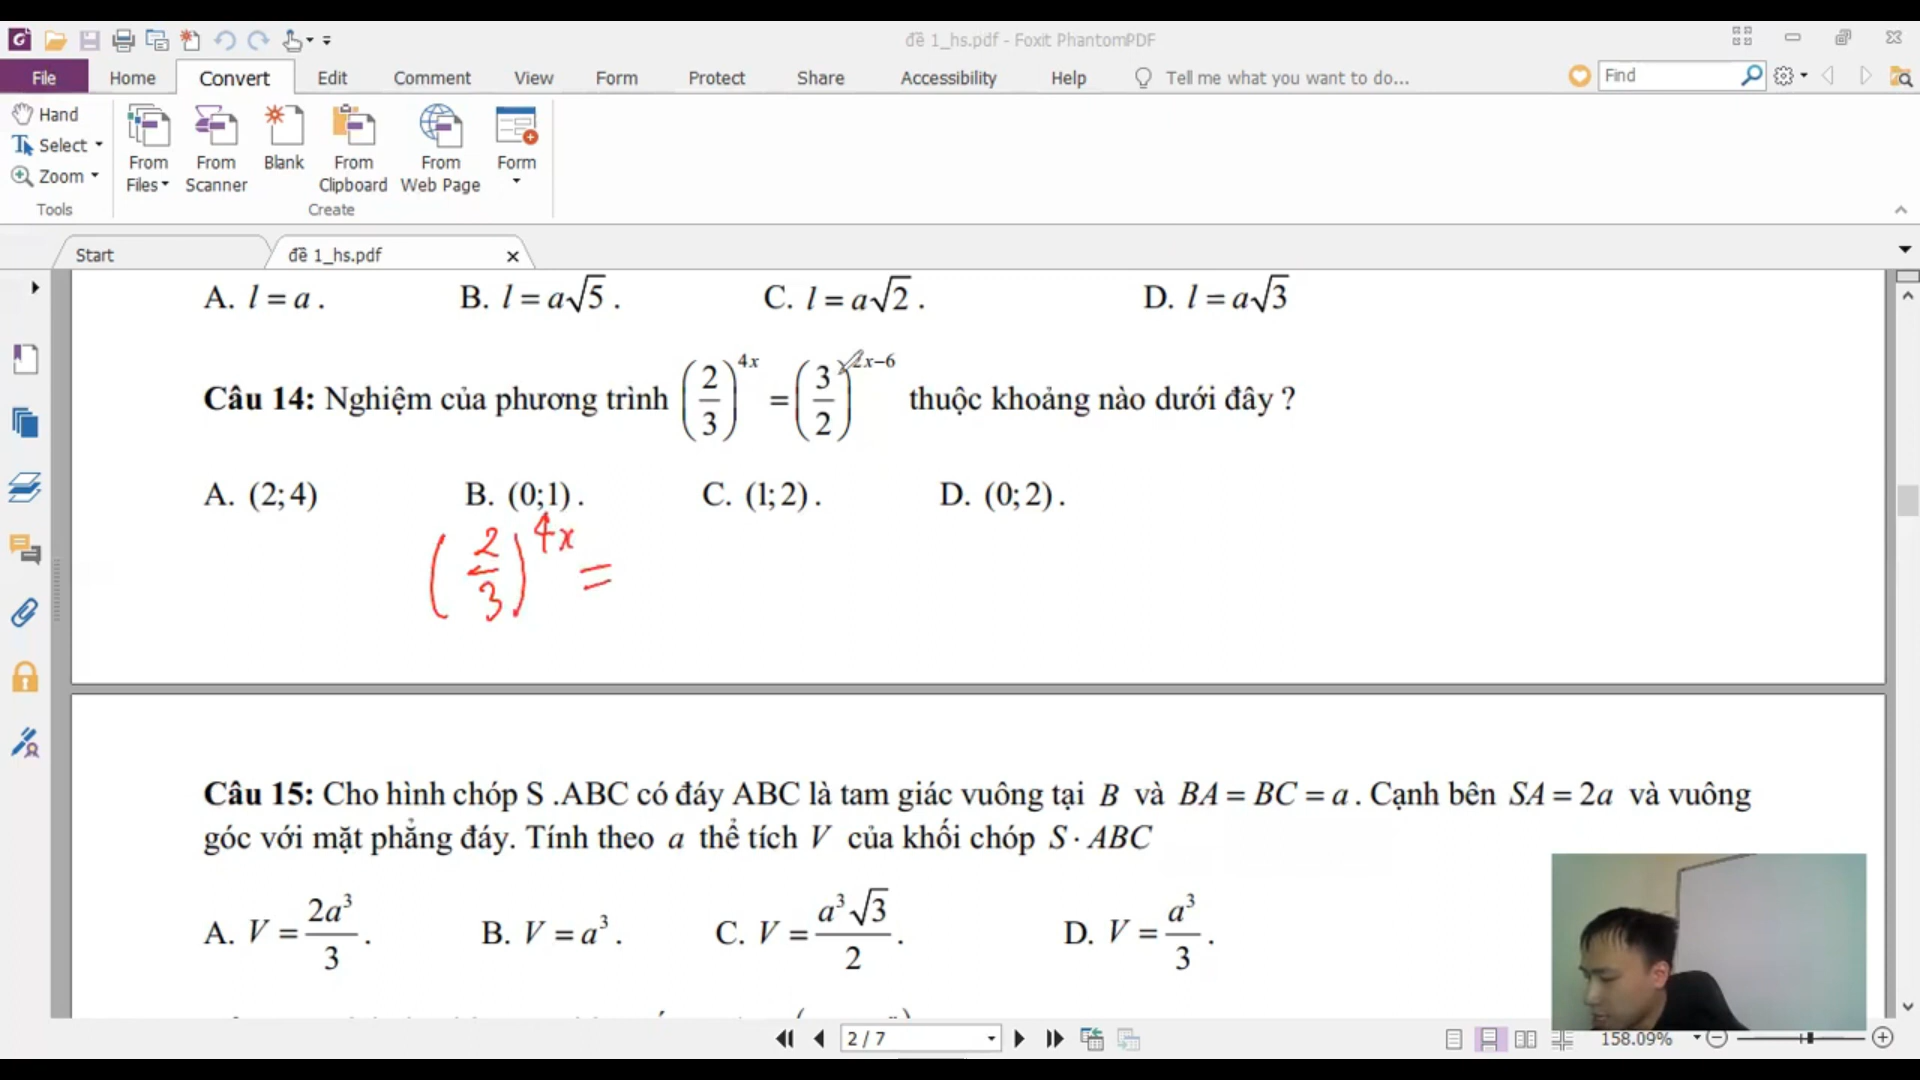 đề 1_hs.pdf - Foxit PhantomPDF
File Home Convert Edit Comment View Form Protect Share Accessibility Help Tell me what you want to do... Find
Hand
Select
Zoom
Tools
From Files
From Scanner
Blank
From Clipboard
From Web Page
Form
Create
Start đề 1_hs.pdf
A. l = a . B. l = a√5 . C. l = a√2 . D. l = a√3
Câu 14: Nghiệm của phương trình (2/3)^{4x} = (3/2)^{2x−6} thuộc khoảng nào dưới đây ?
A. (2;4) B. (0;1) . C. (1;2) . D. (0;2) .
(2/3)^{4x} =
Câu 15: Cho hình chóp S .ABC có đáy ABC là tam giác vuông tại B và BA = BC = a . Cạnh bên SA = 2a và vuông
góc với mặt phẳng đáy. Tính theo a thể tích V của khối chóp S · ABC
A. V = 2a³/3 . B. V = a³ . C. V = a³√3/2 . D. V = a³/3 .
2 / 7 158.09%